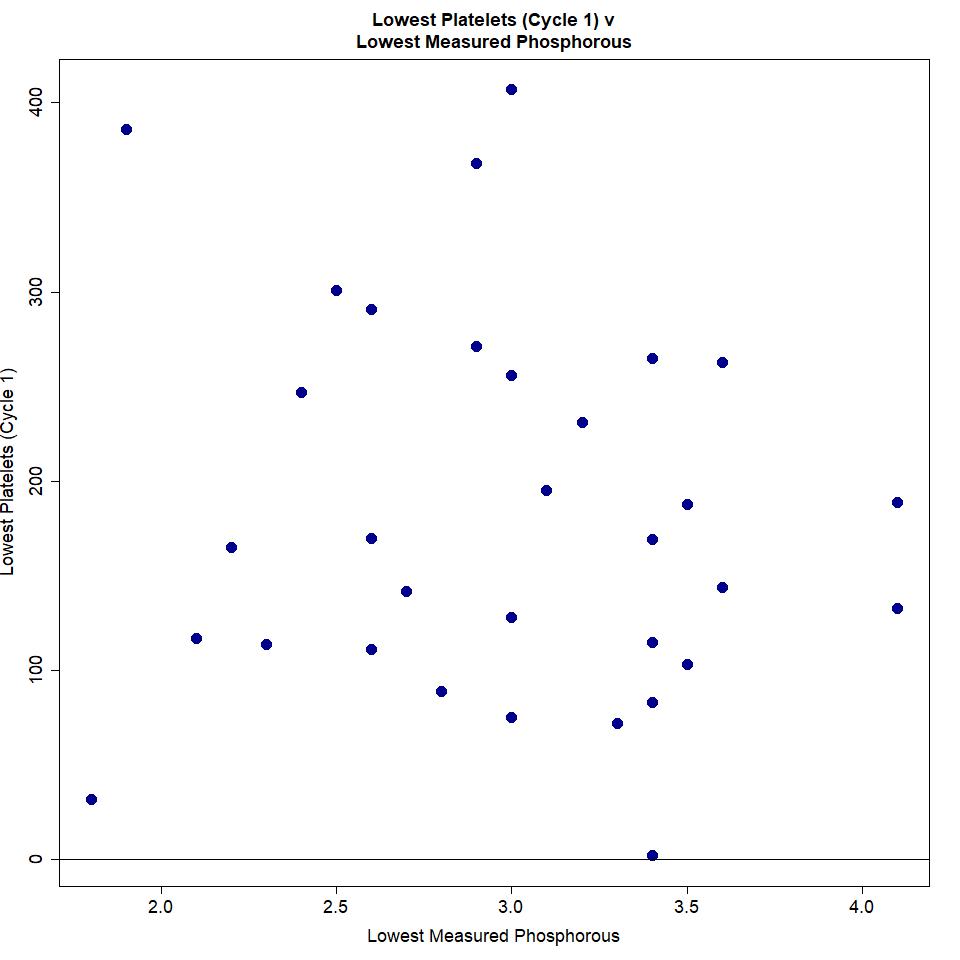 Lowest Platelets (Cycle 1) v
Lowest Measured Phosphorous
400
300
200
100
0
Lowest Platelets (Cycle 1)
2.0 2.5 3.0 3.5 4.0
Lowest Measured Phosphorous